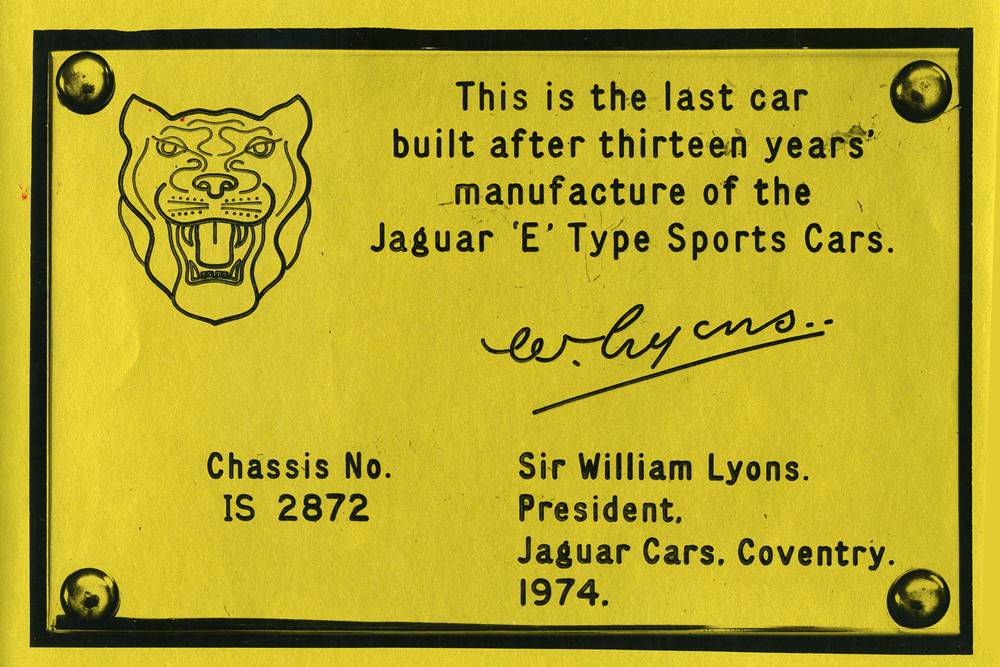 This is the last car
built after thirteen years'
manufacture of the
Jaguar 'E' Type Sports Cars.
W. Lyons..
Chassis No.
IS 2872
Sir William Lyons.
President,
Jaguar Cars, Coventry.
1974.